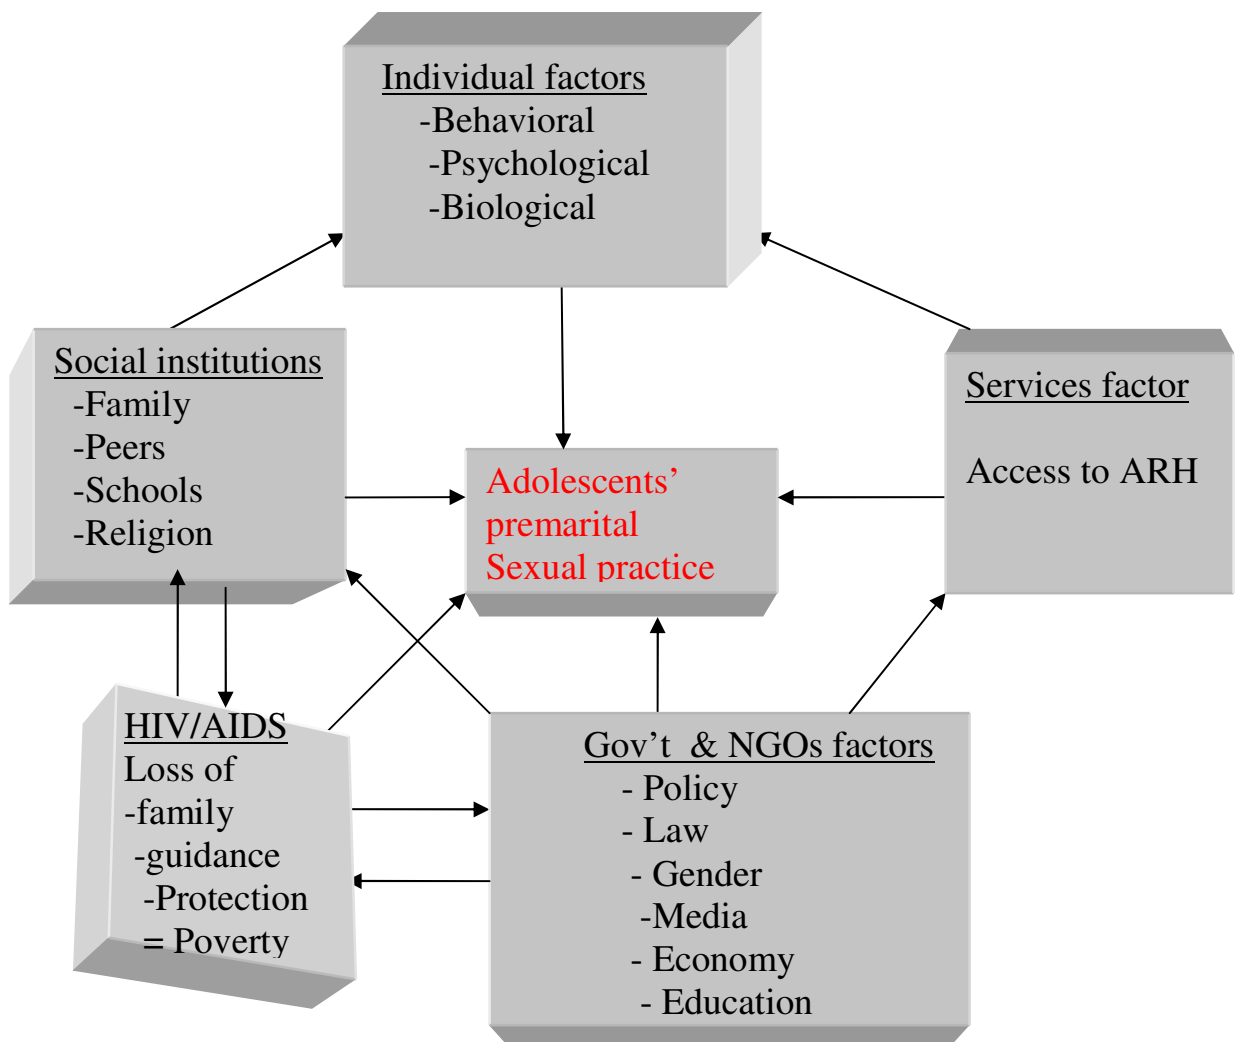 Individual factors
-Behavioral
-Psychological
-Biological
Social institutions
-Family
-Peers
-Schools
-Religion
Services factor
Access to ARH
Adolescents’
premarital
Sexual practice
HIV/AIDS
Loss of
-family
-guidance
-Protection
= Poverty
Gov't & NGOs factors
- Policy
- Law
- Gender
-Media
- Economy
- Education